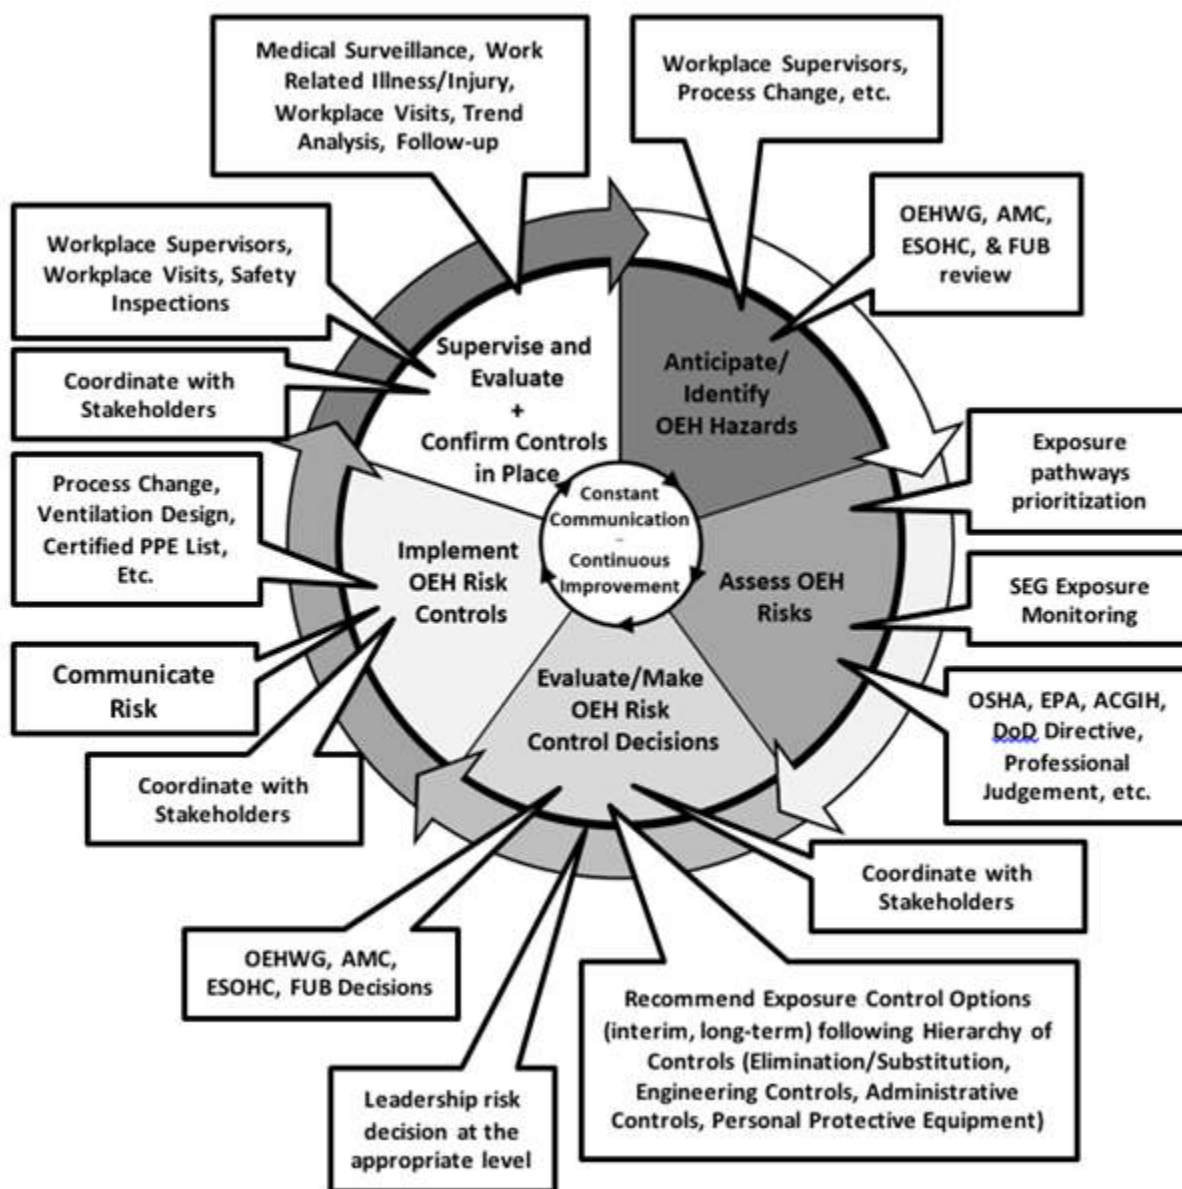 Medical Surveillance, Work
Related Illness/Injury,
Workplace Visits, Trend
Analysis, Follow-up
Workplace Supervisors,
Process Change, etc.
OEHWG, AMC,
ESOHC, & FUB
review
Workplace Supervisors,
Workplace Visits, Safety
Inspections
Coordinate with
Stakeholders
Supervise and
Evaluate
+
Confirm Controls
in Place
Anticipate/
Identify
OEH Hazards
Exposure
pathways
prioritization
Process Change,
Ventilation Design,
Certified PPE List,
Etc.
Constant
Communication
-
Continuous
Improvement
Implement
OEH Risk
Controls
Assess OEH
Risks
SEG Exposure
Monitoring
Communicate
Risk
Evaluate/Make
OEH Risk
Control Decisions
OSHA, EPA, ACGIH,
DoD Directive,
Professional
Judgement, etc.
Coordinate with
Stakeholders
Coordinate with
Stakeholders
OEHWG, AMC,
ESOHC, FUB Decisions
Recommend Exposure Control Options
(interim, long-term) following Hierarchy of
Controls (Elimination/Substitution,
Engineering Controls, Administrative
Controls, Personal Protective Equipment)
Leadership risk
decision at the
appropriate level